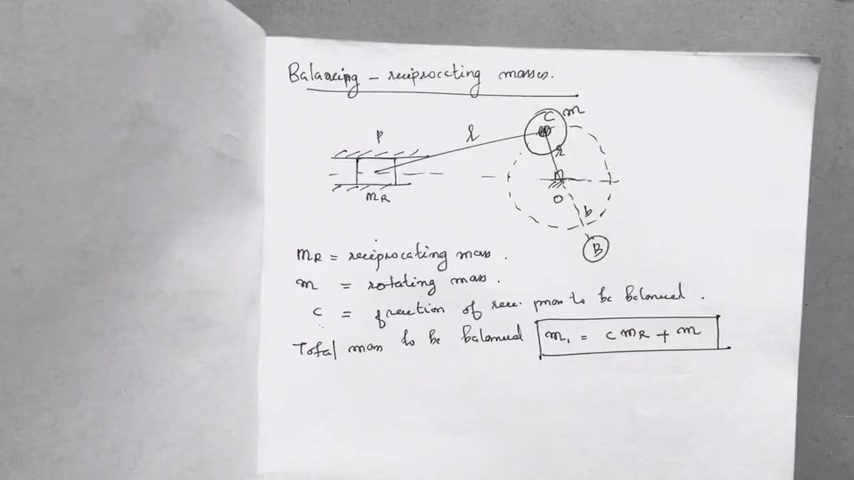 Balancing - reciprocating masses.
C m
P l
r
mR
O
b
B
mR = reciprocating mass.
m = rotating mass.
c = fraction of reci. mass to be balanced.
Total mass to be balanced m₁ = c mR + m